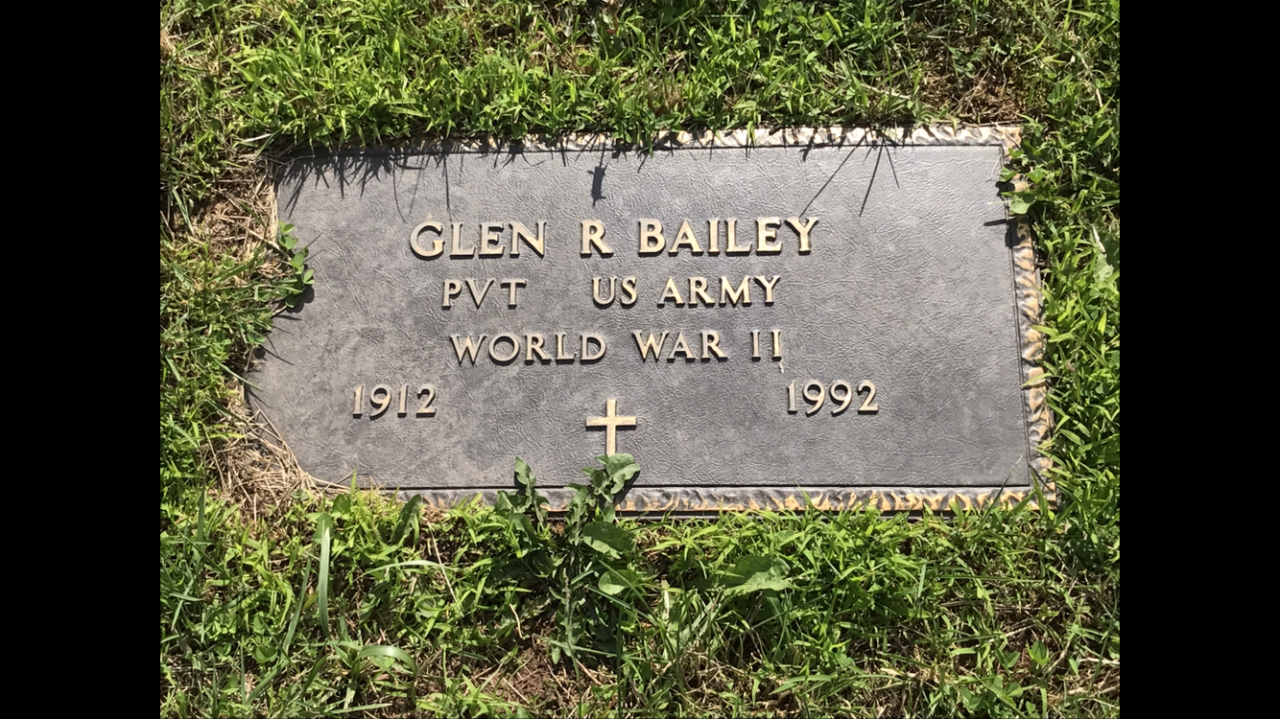 GLEN R BAILEY
PVT US ARMY
WORLD WAR II
1912 1992